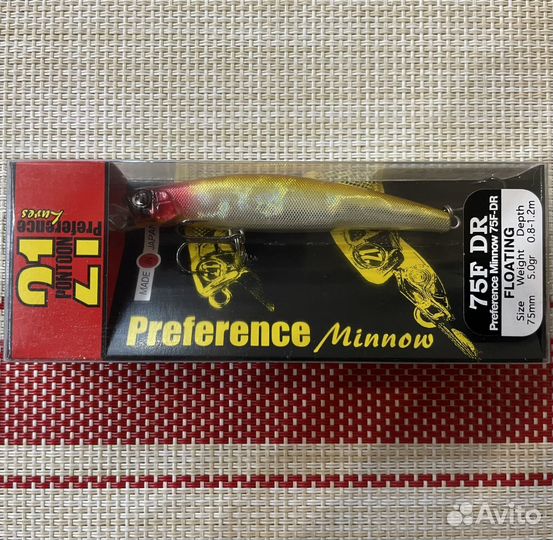 Preference
Lures
PONTOON
21
MADE JAPAN
Preference Minnow
75F DR
Preference Minnow 75F-DR
FLOATING
Size Weight Depth
75mm 5.0gr 0.8-1.2m
Avito